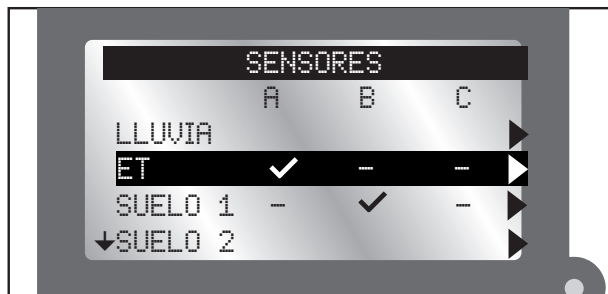 SENSORES
A B C
LLUVIA
ET ✓ – –
SUELO 1 – ✓ –
↓SUELO 2